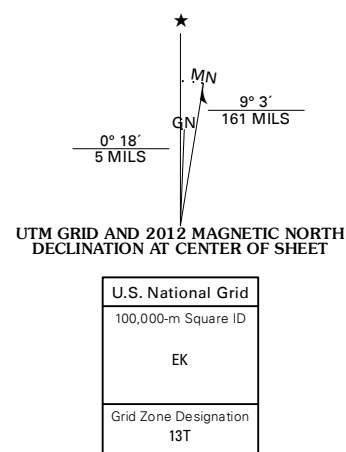 ★
MN
GN
9° 3´
161 MILS
0° 18´
5 MILS
UTM GRID AND 2012 MAGNETIC NORTH
DECLINATION AT CENTER OF SHEET
U.S. National Grid
100,000-m Square ID
EK
Grid Zone Designation
13T